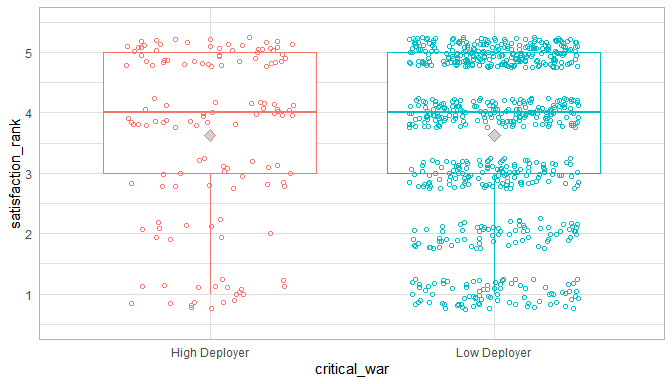 satisfaction_rank
5
4
3
2
1
High Deployer
Low Deployer
critical_war